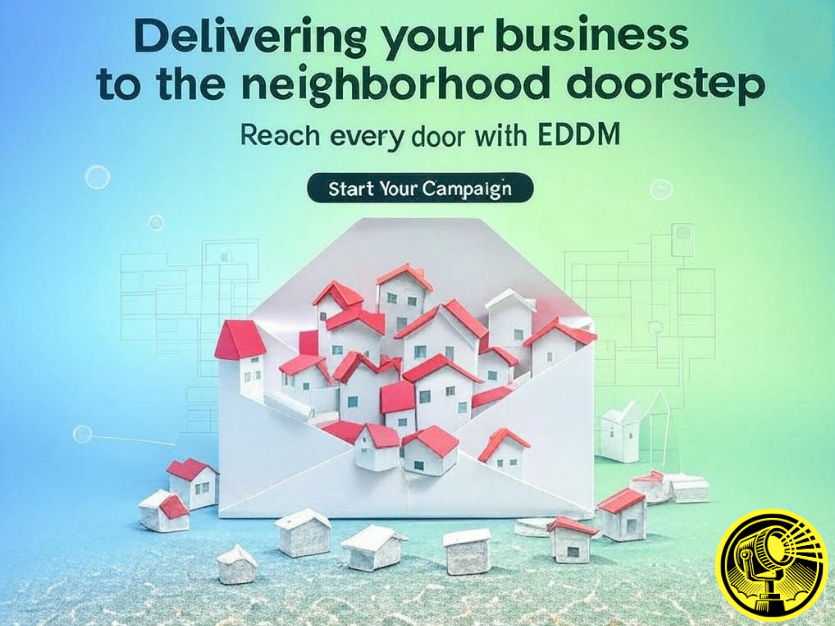 Delivering your business
to the neighborhood doorstep
Reach every door with EDDM
Start Your Campaign